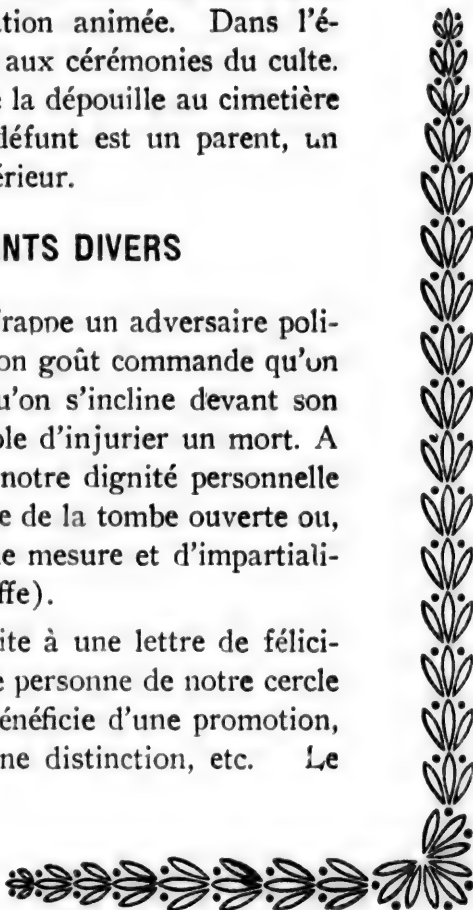 ation animée. Dans l'é-
aux cérémonies du culte.
e la dépouille au cimetière
défunt est un parent, un
érieur.
ENTS DIVERS
frappe un adversaire poli-
on goût commande qu'on
u'on s'incline devant son
ole d'injurier un mort. A
notre dignité personnelle
e de la tombe ouverte ou,
le mesure et d'impartiali-
ffe).
ite à une lettre de félici-
e personne de notre cercle
énéficie d'une promotion,
ne distinction, etc. Le